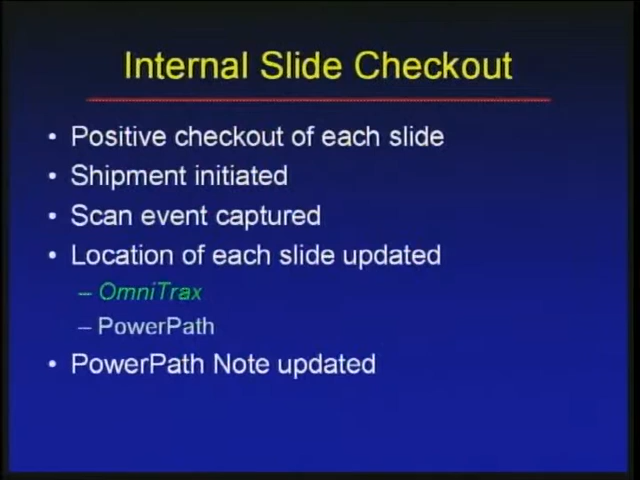 Internal Slide Checkout
• Positive checkout of each slide
• Shipment initiated
• Scan event captured
• Location of each slide updated
– OmniTrax
– PowerPath
• PowerPath Note updated